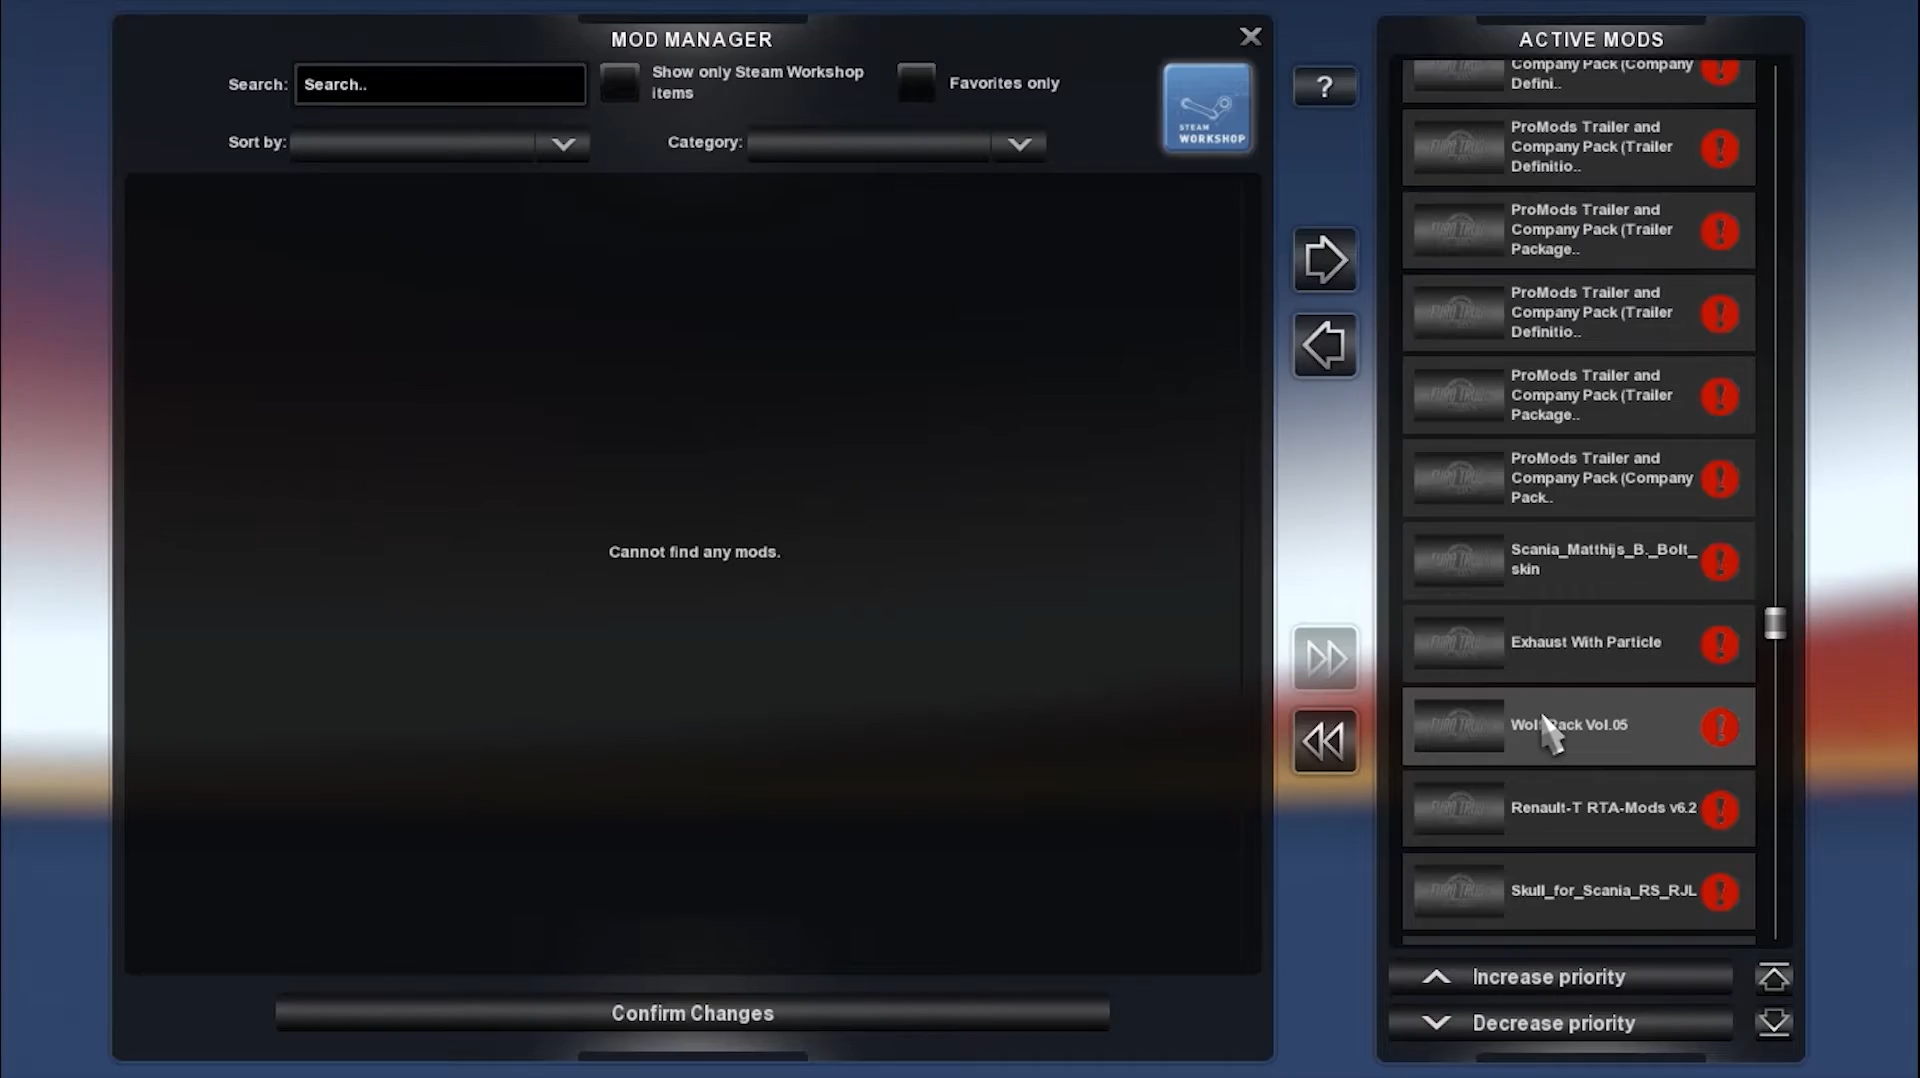 MOD MANAGER
Search:
Search..
Show only Steam Workshop
items
Favorites only
Sort by:
Category:
STEAM
WORKSHOP
Cannot find any mods.
Confirm Changes
?
ACTIVE MODS
Company Pack (Company
Defini..
ProMods Trailer and
Company Pack (Trailer
Definitio..
ProMods Trailer and
Company Pack (Trailer
Package..
ProMods Trailer and
Company Pack (Trailer
Definitio..
ProMods Trailer and
Company Pack (Trailer
Package..
ProMods Trailer and
Company Pack (Company
Pack..
Scania_Matthijs_B._Bolt_
skin
Exhaust With Particle
Vol.05
Renault-T RTA-Mods v6.2
Skull_for_Scania_RS_RJL
Increase priority
Decrease priority